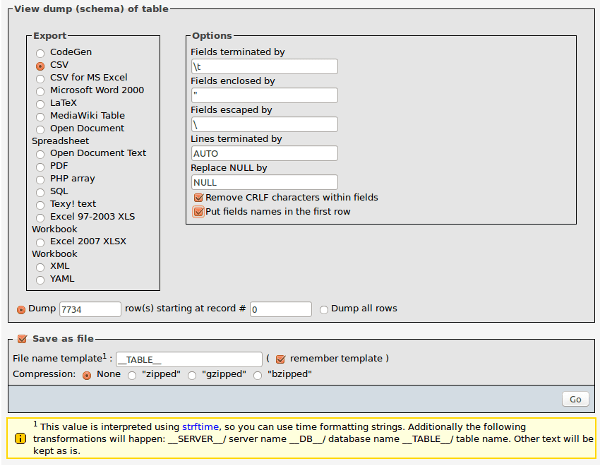 View dump (schema) of table
Export
CodeGen
CSV
CSV for MS Excel
Microsoft Word 2000
LaTeX
MediaWiki Table
Open Document
Spreadsheet
Open Document Text
PDF
PHP array
SQL
Texy! text
Excel 97-2003 XLS
Workbook
Excel 2007 XLSX
Workbook
XML
YAML
Options
Fields terminated by
\t
Fields enclosed by
"
Fields escaped by
\
Lines terminated by
AUTO
Replace NULL by
NULL
Remove CRLF characters within fields
Put fields names in the first row
Dump 7734 row(s) starting at record # 0 Dump all rows
Save as file
File name template1 : __TABLE__ ( remember template )
Compression: None "zipped" "gzipped" "bzipped"
Go
1 This value is interpreted using strftime, so you can use time formatting strings. Additionally the following
transformations will happen: __SERVER__/ server name __DB__/ database name __TABLE__/ table name. Other text will be
kept as is.